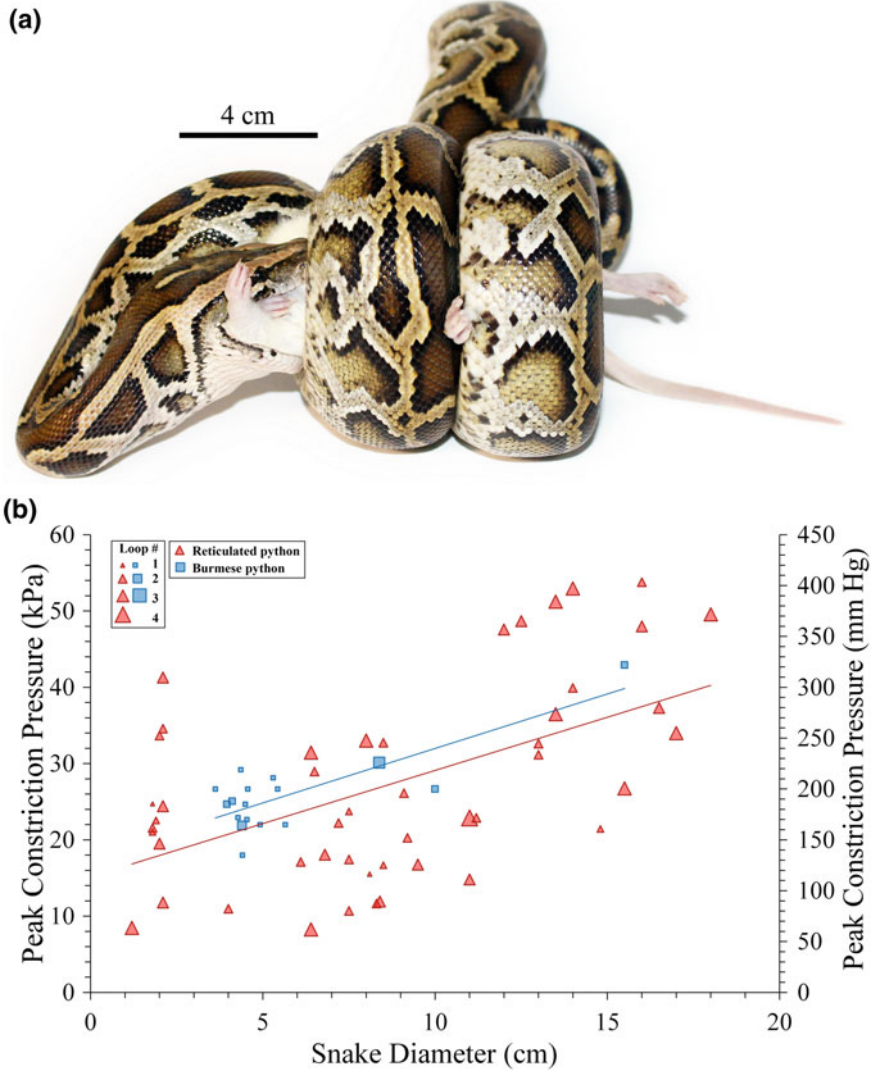 (a)
4 cm
(b)
Loop #
1
2
3
4
Reticulated python
Burmese python
Peak Constriction Pressure (kPa)
60
50
40
30
20
10
0
Peak Constriction Pressure (mm Hg)
450
400
350
300
250
200
150
100
50
0
0 5 10 15 20
Snake Diameter (cm)